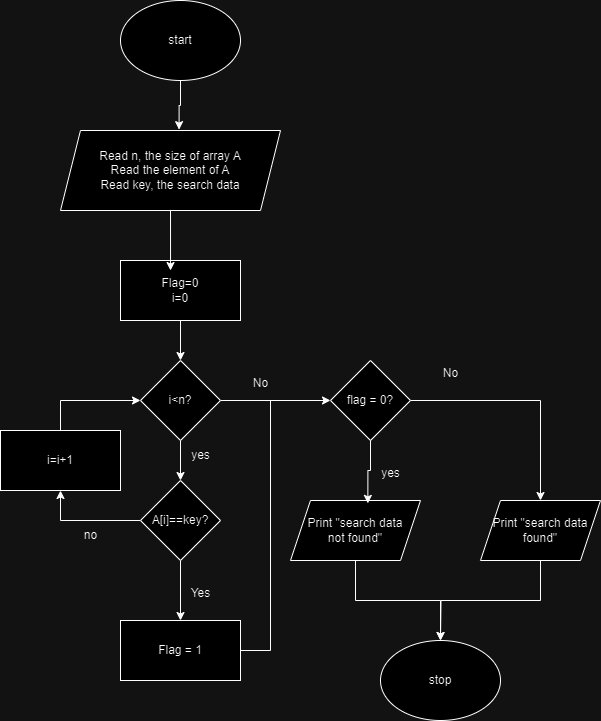 start
Read n, the size of array A
Read the element of A
Read key, the search data
Flag=0
i=0
i<n?
No
flag = 0?
No
i=i+1
yes
yes
A[i]==key?
no
Print "search data
not found"
Print "search data
found"
Yes
Flag = 1
stop